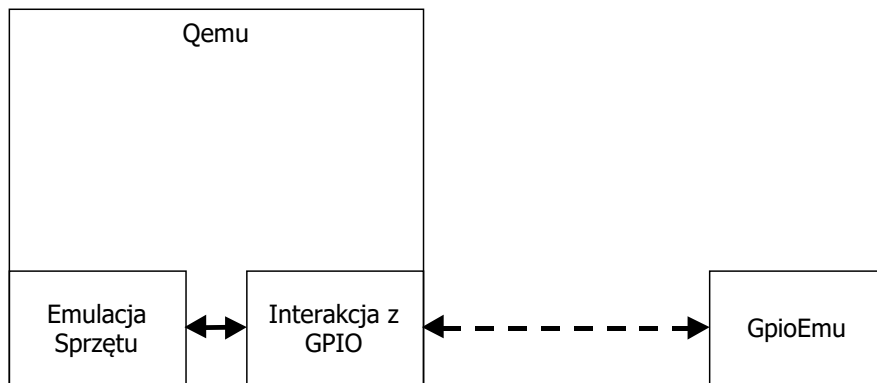 Qemu
Emulacja
Sprzętu
Interakcja z
GPIO
GpioEmu